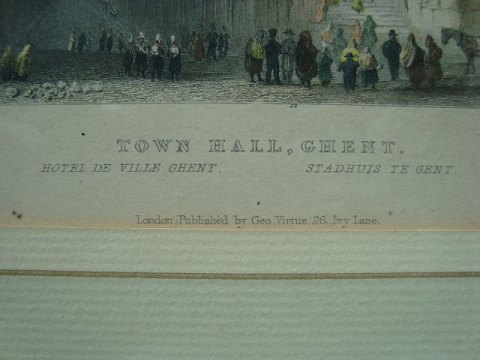 TOWN HALL, GHENT.
HOTEL DE VILLE GHENT. STADHUIS TE GENT.
London, Published by Geo. Virtue, 26, Ivy Lane.